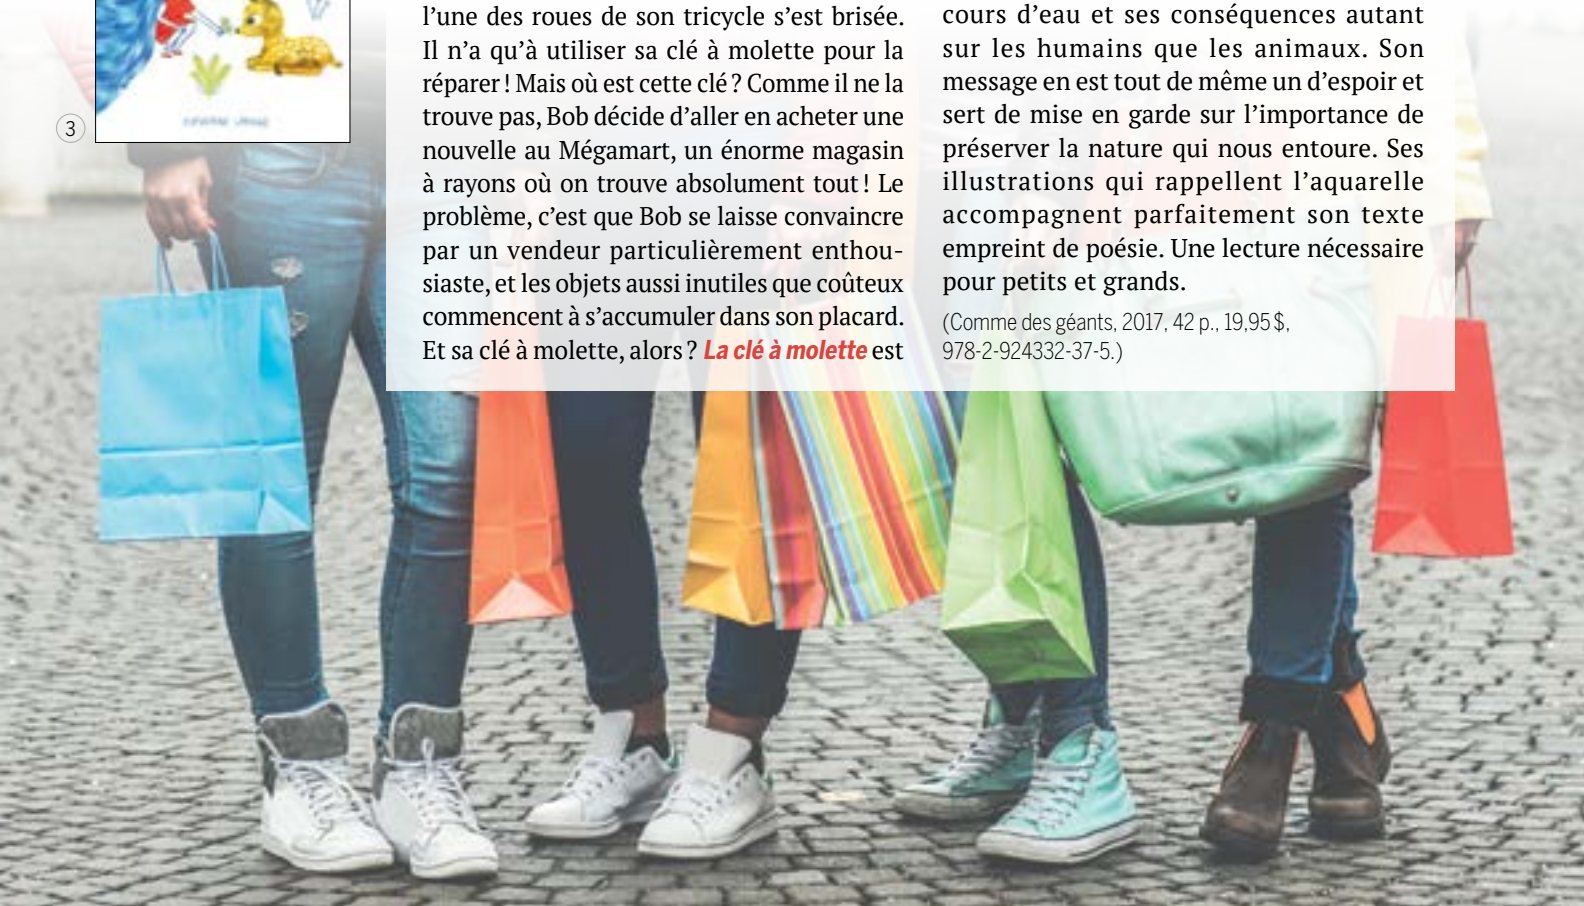 3
l’une des roues de son tricycle s’est brisée.
Il n’a qu’à utiliser sa clé à molette pour la
réparer ! Mais où est cette clé ? Comme il ne la
trouve pas, Bob décide d’aller en acheter une
nouvelle au Mégamart, un énorme magasin
à rayons où on trouve absolument tout ! Le
problème, c’est que Bob se laisse convaincre
par un vendeur particulièrement enthou-
siaste, et les objets aussi inutiles que coûteux
commencent à s’accumuler dans son placard.
Et sa clé à molette, alors ? La clé à molette est
cours d’eau et ses conséquences autant
sur les humains que les animaux. Son
message en est tout de même un d’espoir et
sert de mise en garde sur l’importance de
préserver la nature qui nous entoure. Ses
illustrations qui rappellent l’aquarelle
accompagnent parfaitement son texte
empreint de poésie. Une lecture nécessaire
pour petits et grands.
(Comme des géants, 2017, 42 p., 19,95 $,
978-2-924332-37-5.)